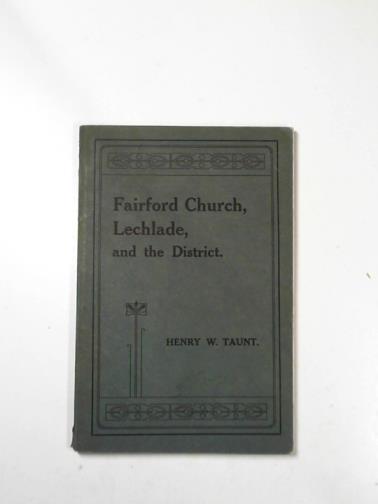 Fairford Church,
Lechlade,
and the District.
HENRY W. TAUNT.